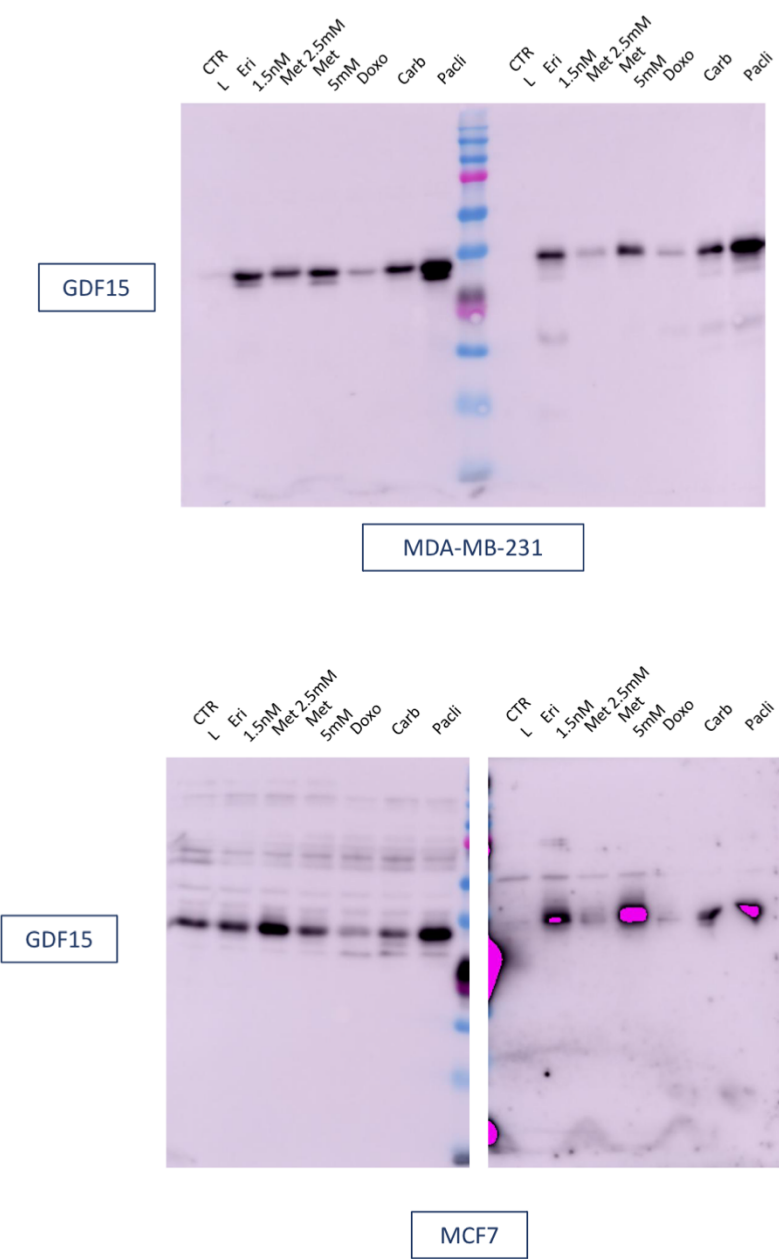 CTR L Eri 1.5nM Met 2.5mM Met 5mM Doxo Carb Pacli CTR L Eri 1.5nM Met 2.5mM Met 5mM Doxo Carb Pacli
GDF15
MDA-MB-231
CTR L Eri 1.5nM Met 2.5mM Met 5mM Doxo Carb Pacli CTR L Eri 1.5nM Met 2.5mM Met 5mM Doxo Carb Pacli
GDF15
MCF7